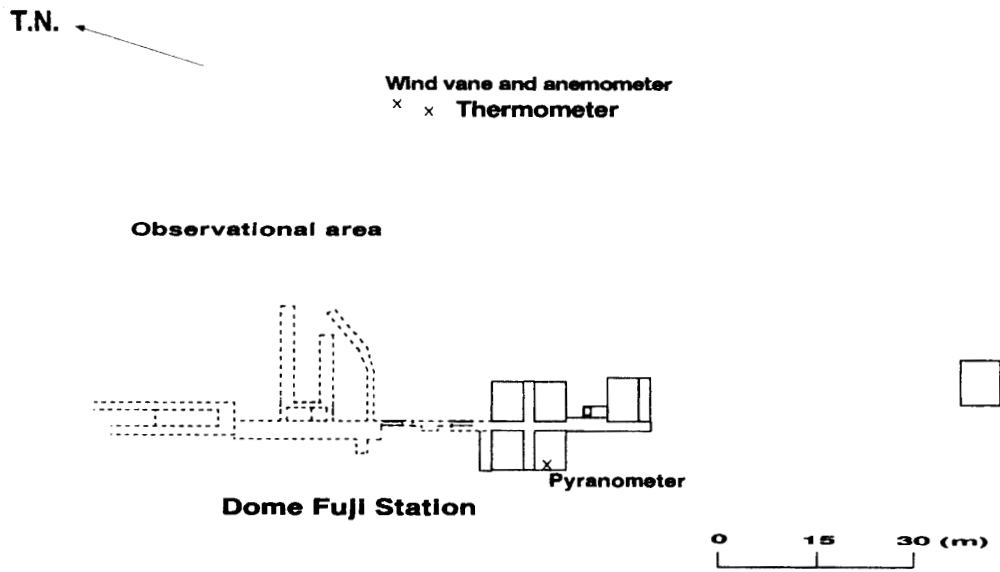 T.N.
Wind vane and anemometer
Thermometer
Observational area
Pyranometer
Dome Fuji Station
0 15 30 (m)